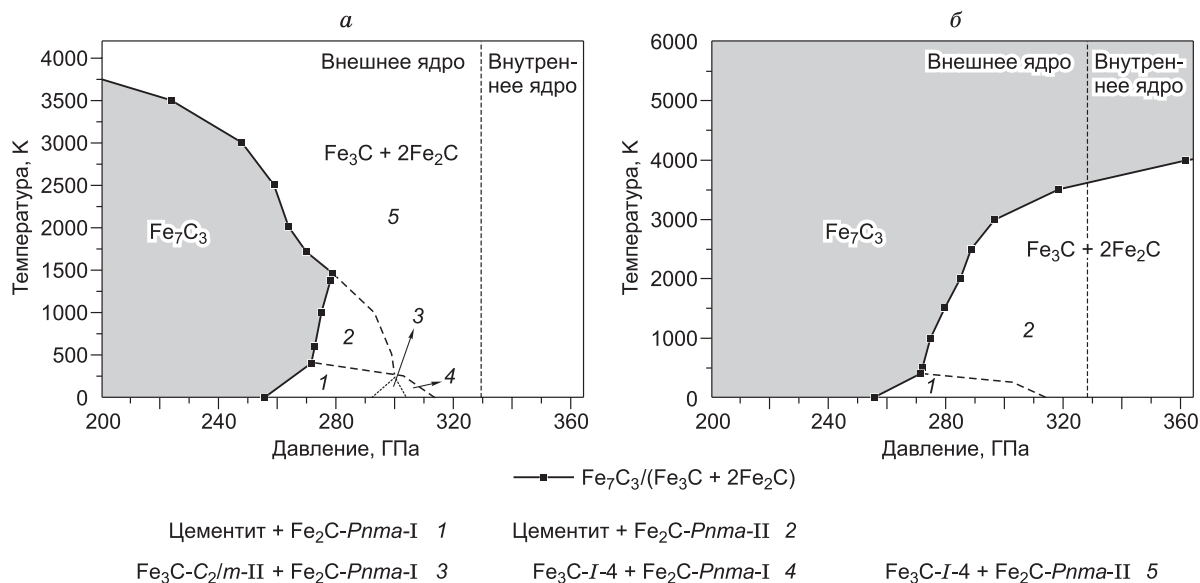 а
4000
3500
3000
2500
2000
1500
1000
500
0
Температура, К
200
240
280
320
360
Давление, ГПа
Внешнее ядро
Внутрен-
нее ядро
Fe₃C + 2Fe₂C
Fe₇C₃
5
2
3
1
4
б
6000
5000
4000
3000
2000
1000
0
Температура, К
200
240
280
320
360
Давление, ГПа
Внешнее ядро
Внутрен-
нее ядро
Fe₇C₃
Fe₃C + 2Fe₂C
2
1
Fe₇C₃/(Fe₃C + 2Fe₂C)
Цементит + Fe₂C-Pnma-I 1 Цементит + Fe₂C-Pnma-II 2
Fe₃C-C₂/m-II + Fe₂C-Pnma-I 3 Fe₃C-I-4 + Fe₂C-Pnma-I 4 Fe₃C-I-4 + Fe₂C-Pnma-II 5